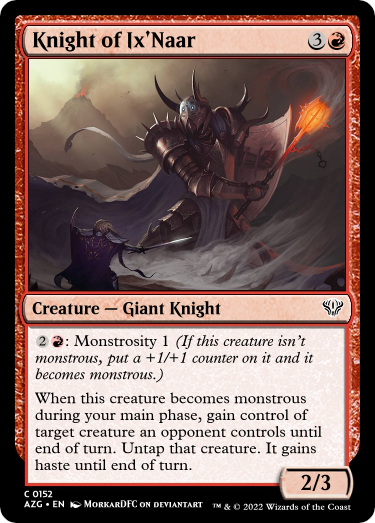 Knight of Ix'Naar 3
Creature — Giant Knight
2 : Monstrosity 1 (If this creature isn't
monstrous, put a +1/+1 counter on it and it
becomes monstrous.)
When this creature becomes monstrous
during your main phase, gain control of
target creature an opponent controls until
end of turn. Untap that creature. It gains
haste until end of turn.
2/3
C 0152
AZG • EN MorkarDFC on deviantart ™ & © 2022 Wizards of the Coast